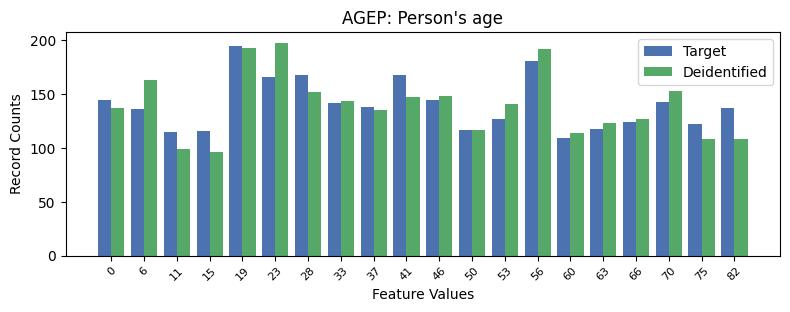 AGEP: Person's age
Target
Deidentified
Record Counts
200
150
100
50
0
0 6 11 15 19 23 28 33 37 41 46 50 53 56 60 63 66 70 75 82
Feature Values